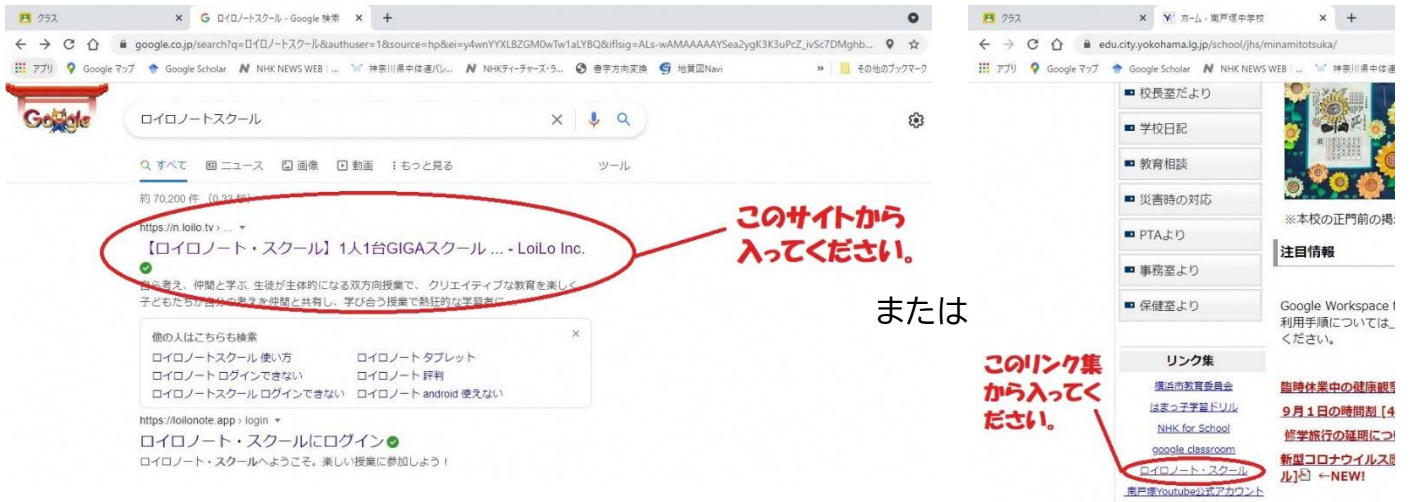 クラス
ロイロノートスクール - Google 検索
google.co.jp/search?q=ロイロノートスクール&authuser=1&source=hp&ei=y4wnYYXLBZGM0wTw1aLYBQ&iflsig=ALs-wAMAAAAAYSea2ygK3K3uPcZ_ivSc7DMghb...
アプリ Google マップ Google Scholar NHK NEWS WEB | ... 神奈川県中体連バレ... NHKティーチャーズ・ラ... 香字方向変換 地質図Navi » その他のブックマーク
Google
ロイロノートスクール
すべて ニュース 画像 動画 もっと見る ツール
約 70,200 件
https://n.loilo.tv › ...
【ロイロノート・スクール】1人1台GIGAスクール ... - LoiLo Inc.
自ら考え、仲間と学ぶ. 生徒が主体的になる双方向授業で、 クリエイティブな教育を楽しく
子どもたちが自分の考えを仲間と共有し、学び合う授業で熱狂的な学習者に
他の人はこちらも検索
ロイロノートスクール 使い方 ロイロノート タブレット
ロイロノート ログインできない ロイロノート 評判
ロイロノートスクール ログインできない ロイロノート android 使えない
https://loilonote.app › login
ロイロノート・スクールにログイン
ロイロノート・スクールへようこそ。楽しい授業に参加しよう！
このサイトから
入ってください。
または
クラス
ホーム - 南戸塚中学校
edu.city.yokohama.lg.jp/school/jhs/minamitotsuka/
アプリ Google マップ Google Scholar NHK NEWS WEB | ... 神奈川県中体連
校長室だより
学校日記
教育相談
災害時の対応
PTAより
事務室より
保健室より
リンク集
横浜市教育委員会
はまっ子学習ドリル
NHK for School
google classroom
ロイロノート・スクール
南戸塚Youtube公式アカウント
このリンク集
から入ってく
ださい。
※本校の正門前の掲
注目情報
Google Workspace f
利用手順については
ください。
臨時休業中の健康観
9月1日の時間割 [4
修学旅行の延期につ
新型コロナウイルス
ル] ←NEW!